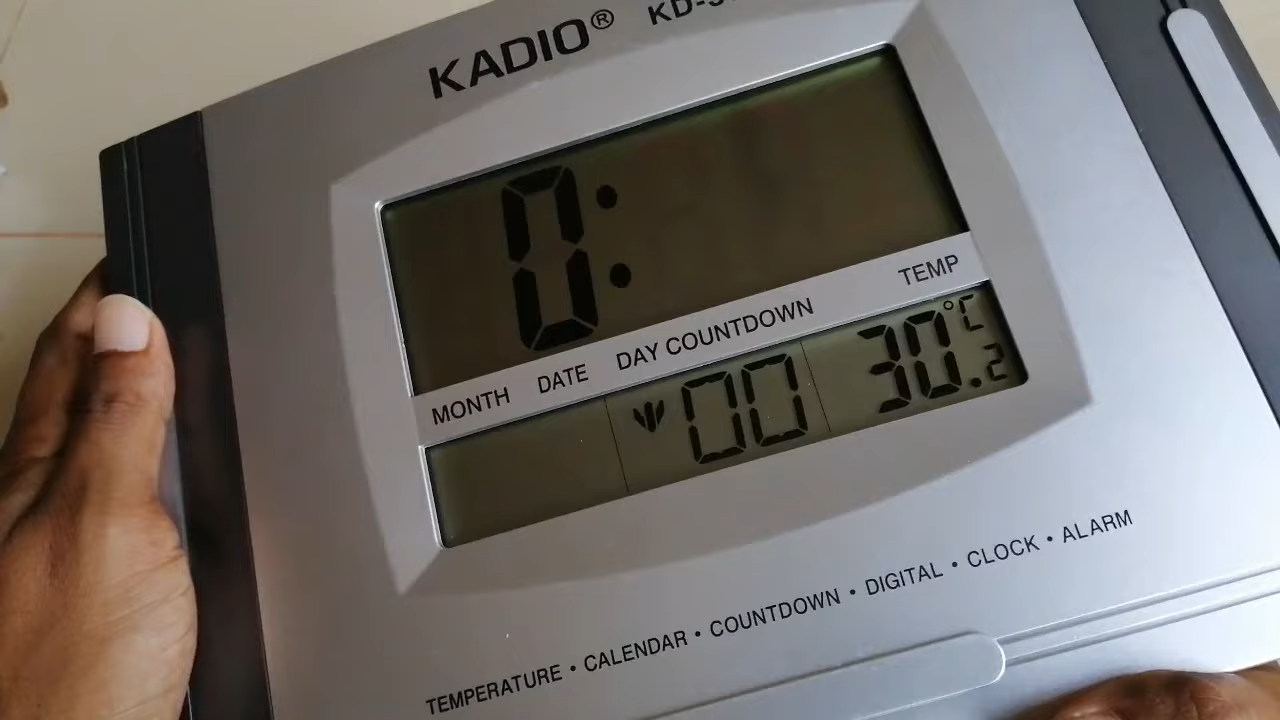 KADIO®
0:
MONTH DATE DAY COUNTDOWN TEMP
00 30.2 °C
TEMPERATURE • CALENDAR • COUNTDOWN • DIGITAL • CLOCK • ALARM